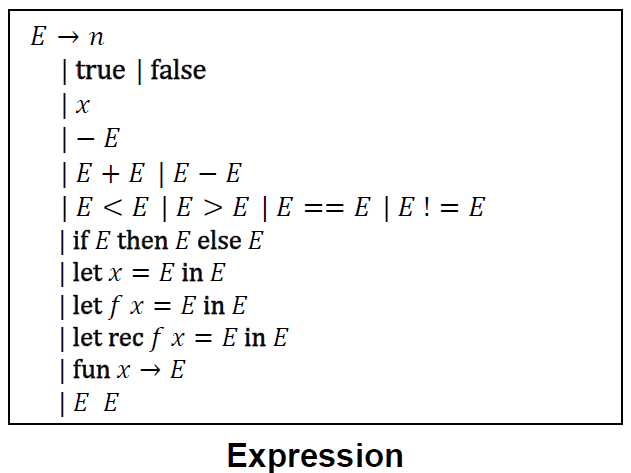 E → n
| true | false
| x
| − E
| E + E | E − E
| E < E | E > E | E == E | E ! = E
| if E then E else E
| let x = E in E
| let f x = E in E
| let rec f x = E in E
| fun x → E
| E E
Expression